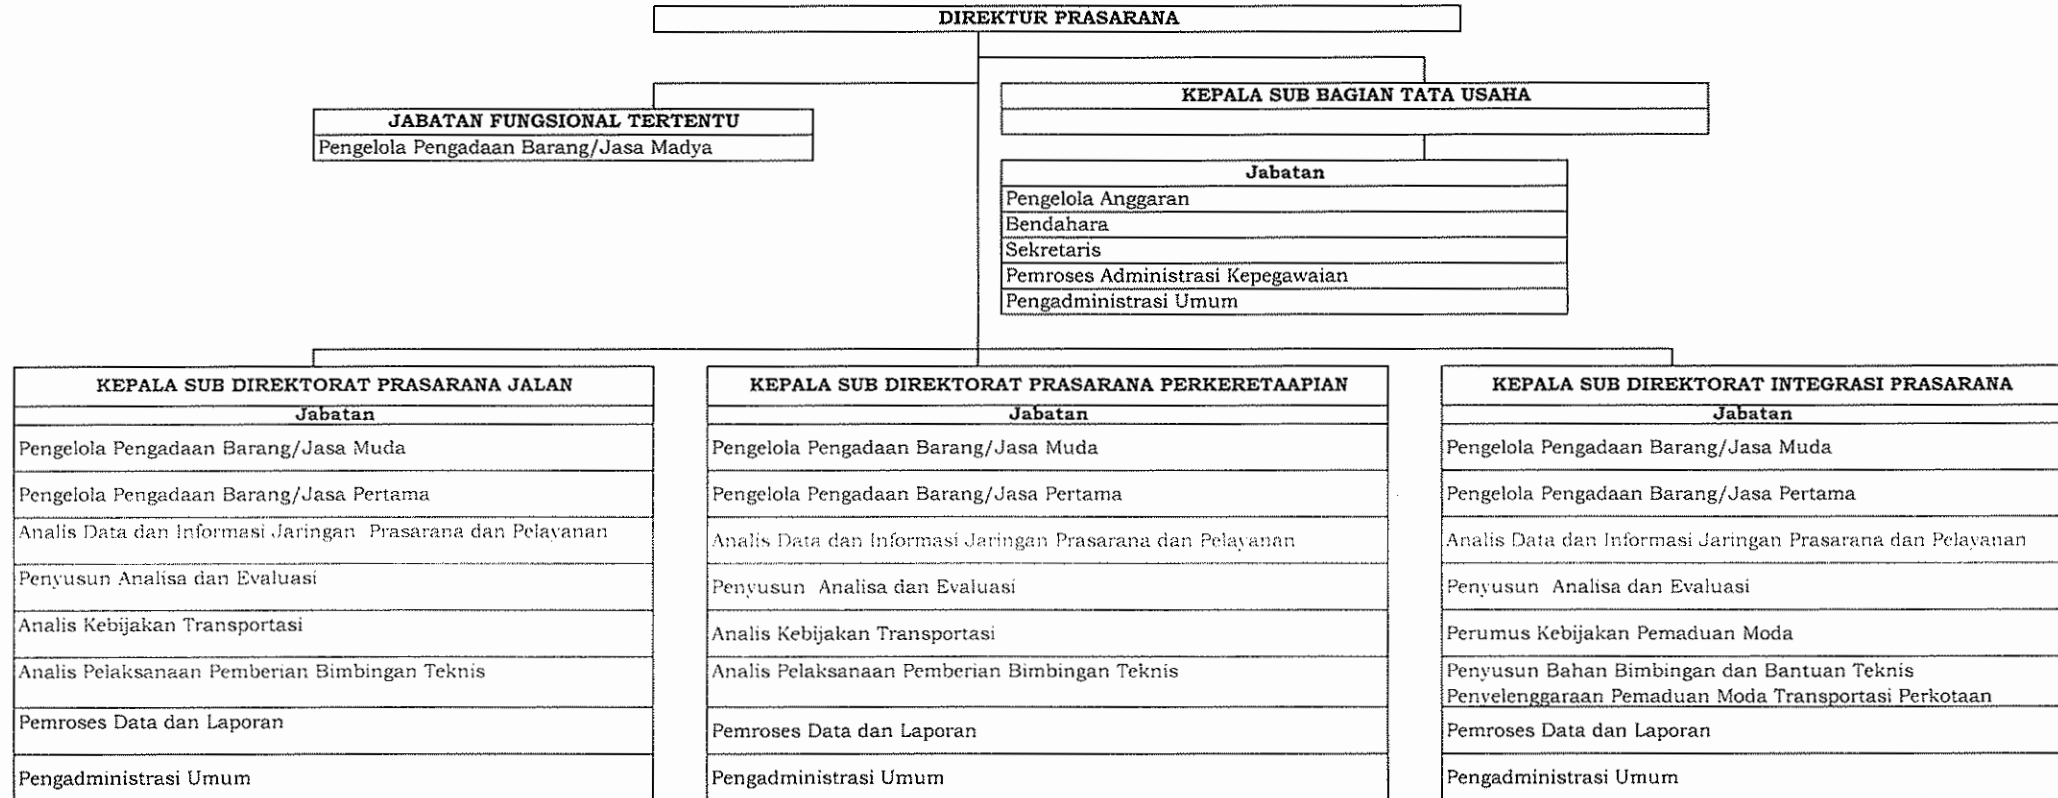 DIREKTUR PRASARANA
JABATAN FUNGSIONAL TERTENTU
Pengelola Pengadaan Barang/Jasa Madya
KEPALA SUB BAGIAN TATA USAHA
Jabatan
Pengelola Anggaran
Bendahara
Sekretaris
Pemroses Administrasi Kepegawaian
Pengadministrasi Umum
KEPALA SUB DIREKTORAT PRASARANA JALAN
Jabatan
Pengelola Pengadaan Barang/Jasa Muda
Pengelola Pengadaan Barang/Jasa Pertama
Analis Data dan Informasi Jaringan Prasarana dan Pelayanan
Penyusun Analisa dan Evaluasi
Analis Kebijakan Transportasi
Analis Pelaksanaan Pemberian Bimbingan Teknis
Pemroses Data dan Laporan
Pengadministrasi Umum
KEPALA SUB DIREKTORAT PRASARANA PERKERETAAPIAN
Jabatan
Pengelola Pengadaan Barang/Jasa Muda
Pengelola Pengadaan Barang/Jasa Pertama
Analis Data dan Informasi Jaringan Prasarana dan Pelayanan
Penyusun Analisa dan Evaluasi
Analis Kebijakan Transportasi
Analis Pelaksanaan Pemberian Bimbingan Teknis
Pemroses Data dan Laporan
Pengadministrasi Umum
KEPALA SUB DIREKTORAT INTEGRASI PRASARANA
Jabatan
Pengelola Pengadaan Barang/Jasa Muda
Pengelola Pengadaan Barang/Jasa Pertama
Analis Data dan Informasi Jaringan Prasarana dan Pelayanan
Penyusun Analisa dan Evaluasi
Perumus Kebijakan Pemaduan Moda
Penyusun Bahan Bimbingan dan Bantuan Teknis
Penyelenggaraan Pemaduan Moda Transportasi Perkotaan
Pemroses Data dan Laporan
Pengadministrasi Umum